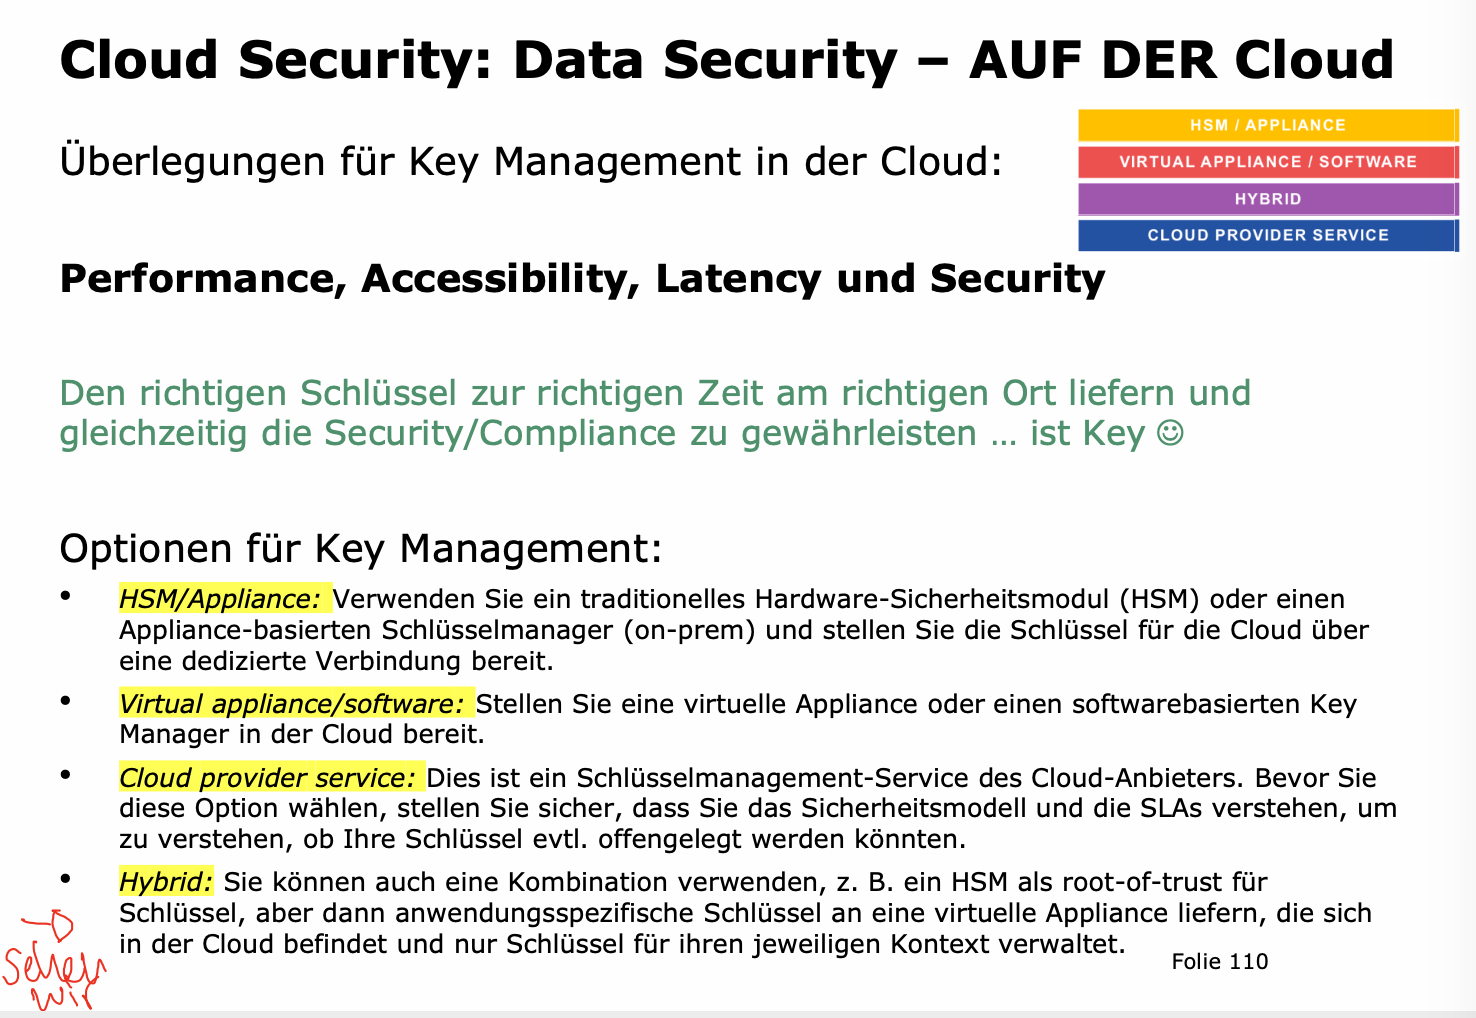 Cloud Security: Data Security – AUF DER Cloud
HSM / APPLIANCE
VIRTUAL APPLIANCE / SOFTWARE
HYBRID
CLOUD PROVIDER SERVICE
Überlegungen für Key Management in der Cloud:
Performance, Accessibility, Latency und Security
Den richtigen Schlüssel zur richtigen Zeit am richtigen Ort liefern und
gleichzeitig die Security/Compliance zu gewährleisten … ist Key ☺
Optionen für Key Management:
• HSM/Appliance: Verwenden Sie ein traditionelles Hardware-Sicherheitsmodul (HSM) oder einen
Appliance-basierten Schlüsselmanager (on-prem) und stellen Sie die Schlüssel für die Cloud über
eine dedizierte Verbindung bereit.
• Virtual appliance/software: Stellen Sie eine virtuelle Appliance oder einen softwarebasierten Key
Manager in der Cloud bereit.
• Cloud provider service: Dies ist ein Schlüsselmanagement-Service des Cloud-Anbieters. Bevor Sie
diese Option wählen, stellen Sie sicher, dass Sie das Sicherheitsmodell und die SLAs verstehen, um
zu verstehen, ob Ihre Schlüssel evtl. offengelegt werden könnten.
• Hybrid: Sie können auch eine Kombination verwenden, z. B. ein HSM als root-of-trust für
Schlüssel, aber dann anwendungsspezifische Schlüssel an eine virtuelle Appliance liefern, die sich
in der Cloud befindet und nur Schlüssel für ihren jeweiligen Kontext verwaltet.
Sehen
wir
Folie 110